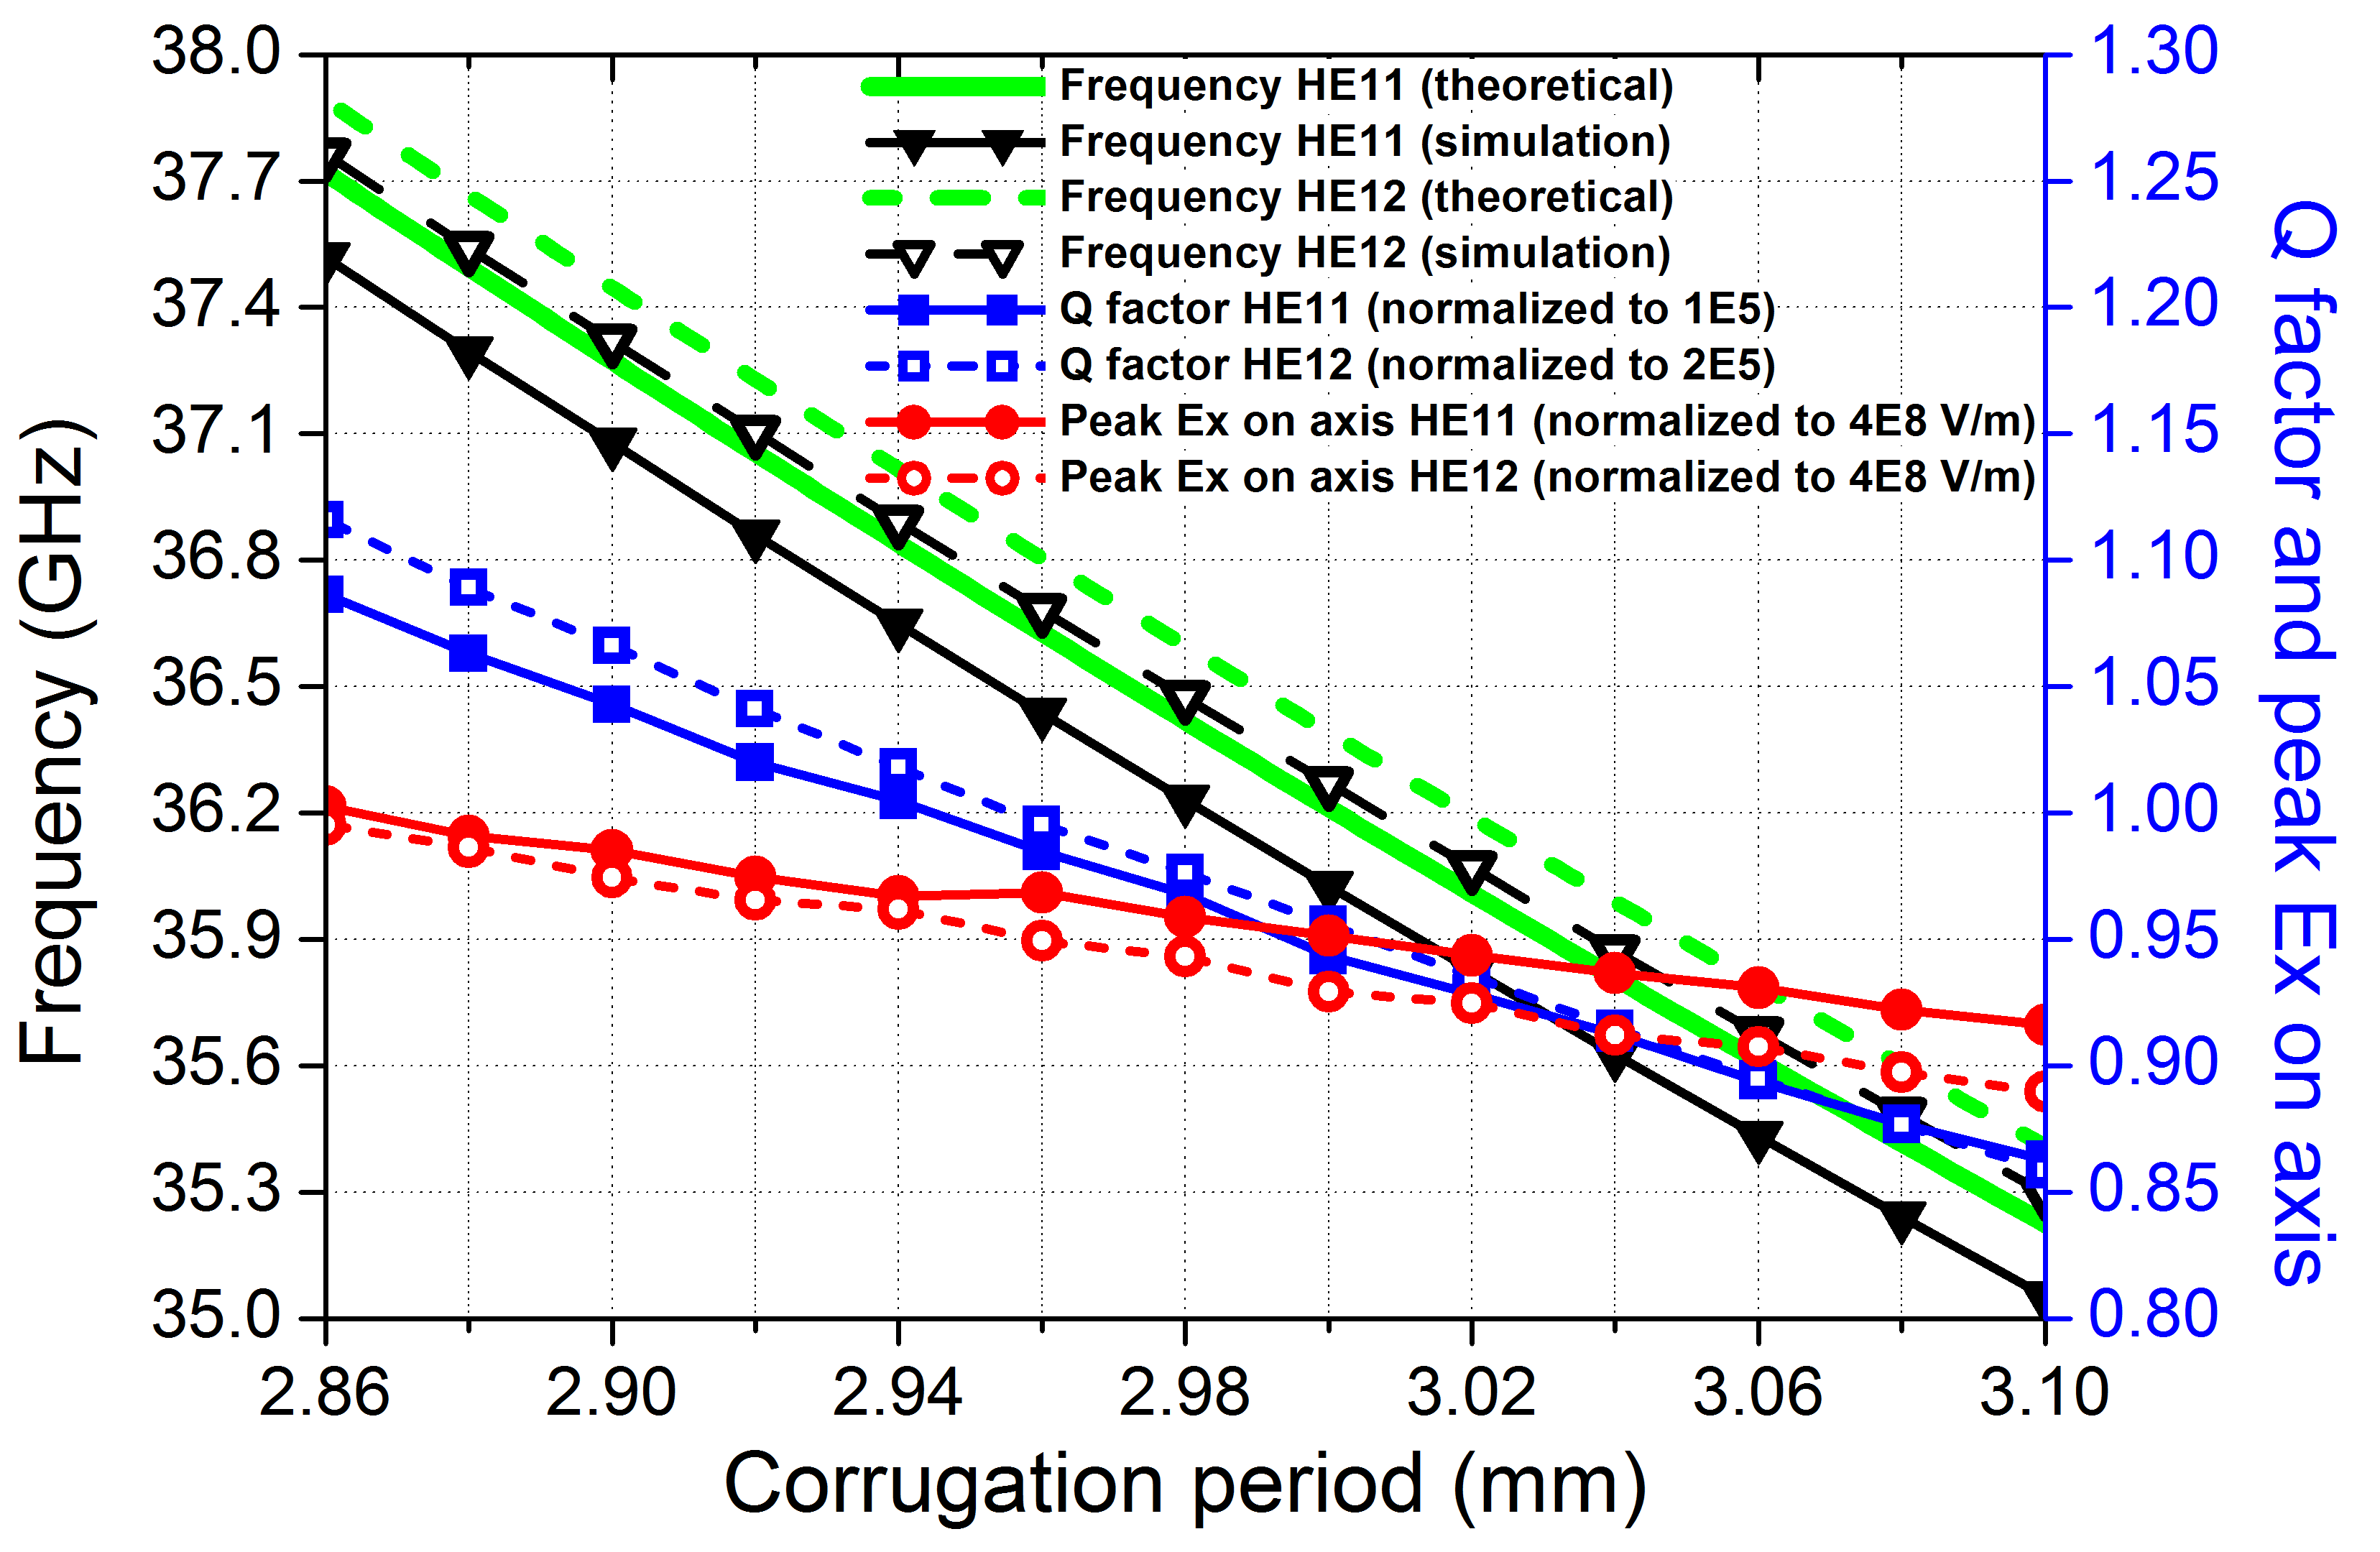 38.0
37.7
37.4
37.1
36.8
36.5
36.2
35.9
35.6
35.3
35.0
Frequency (GHz)
Frequency HE11 (theoretical)
Frequency HE11 (simulation)
Frequency HE12 (theoretical)
Frequency HE12 (simulation)
Q factor HE11 (normalized to 1E5)
Q factor HE12 (normalized to 2E5)
Peak Ex on axis HE11 (normalized to 4E8 V/m)
Peak Ex on axis HE12 (normalized to 4E8 V/m)
1.30
1.25
1.20
1.15
1.10
1.05
1.00
0.95
0.90
0.85
0.80
Q factor and peak Ex on axis
2.86 2.90 2.94 2.98 3.02 3.06 3.10
Corrugation period (mm)